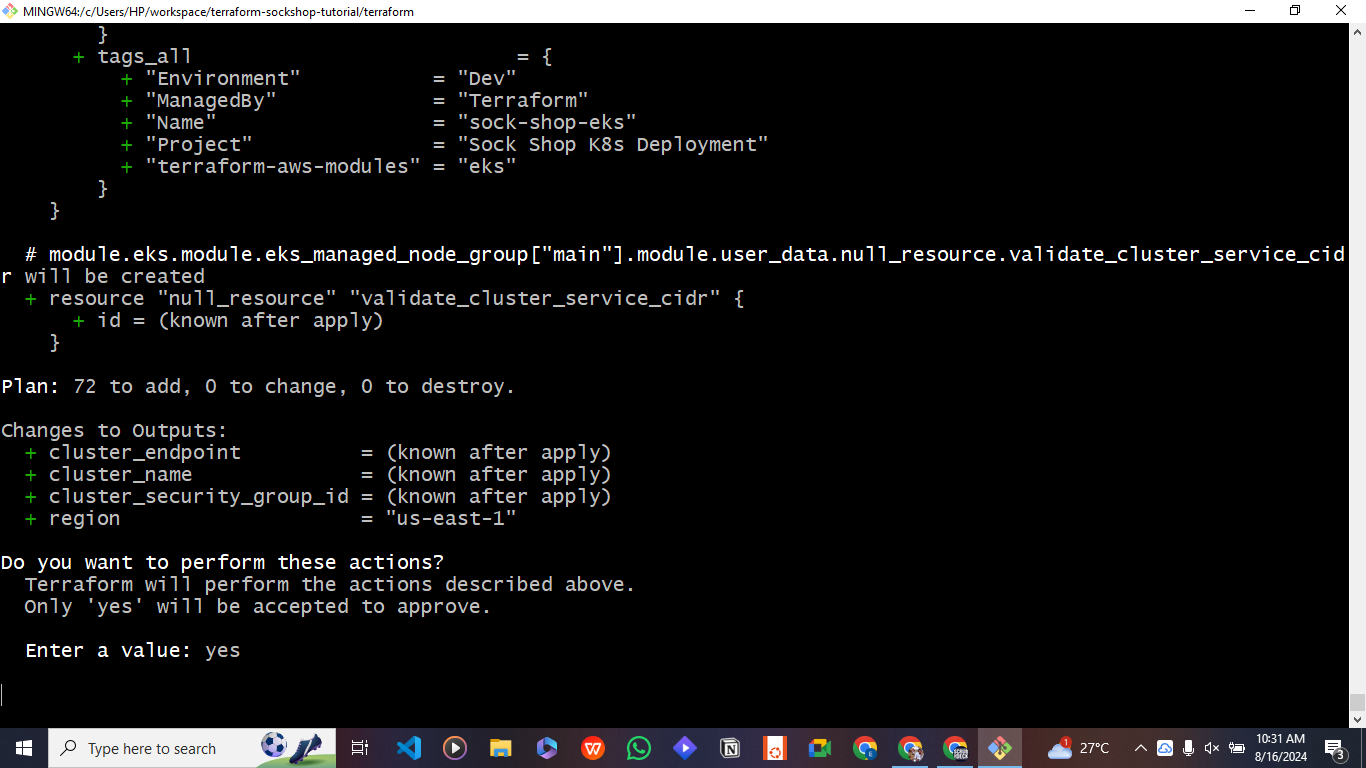 MINGW64:/c/Users/HP/workspace/terraform-sockshop-tutorial/terraform
        }
      + tags_all                           = {
          + "Environment"           = "Dev"
          + "ManagedBy"             = "Terraform"
          + "Name"                  = "sock-shop-eks"
          + "Project"               = "Sock Shop K8s Deployment"
          + "terraform-aws-modules" = "eks"
        }
    }
  # module.eks.module.eks_managed_node_group["main"].module.user_data.null_resource.validate_cluster_service_cid
r will be created
  + resource "null_resource" "validate_cluster_service_cidr" {
      + id = (known after apply)
    }
Plan: 72 to add, 0 to change, 0 to destroy.
Changes to Outputs:
  + cluster_endpoint          = (known after apply)
  + cluster_name              = (known after apply)
  + cluster_security_group_id = (known after apply)
  + region                    = "us-east-1"
Do you want to perform these actions?
  Terraform will perform the actions described above.
  Only 'yes' will be accepted to approve.
  Enter a value: yes
Type here to search
1
27°C
10:31 AM
8/16/2024
3